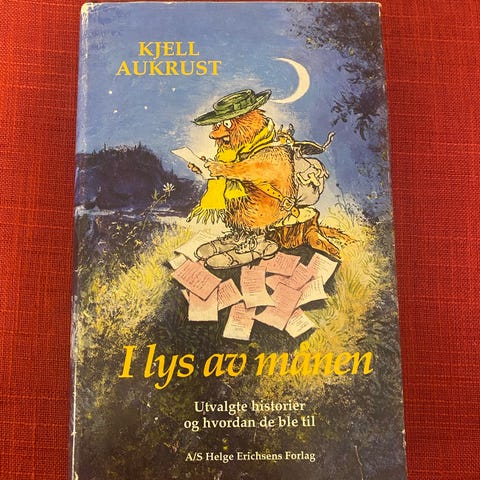 KJELL
AUKRUST
I lys av månen
Utvalgte historier
og hvordan de ble til
A/S Helge Erichsens Forlag